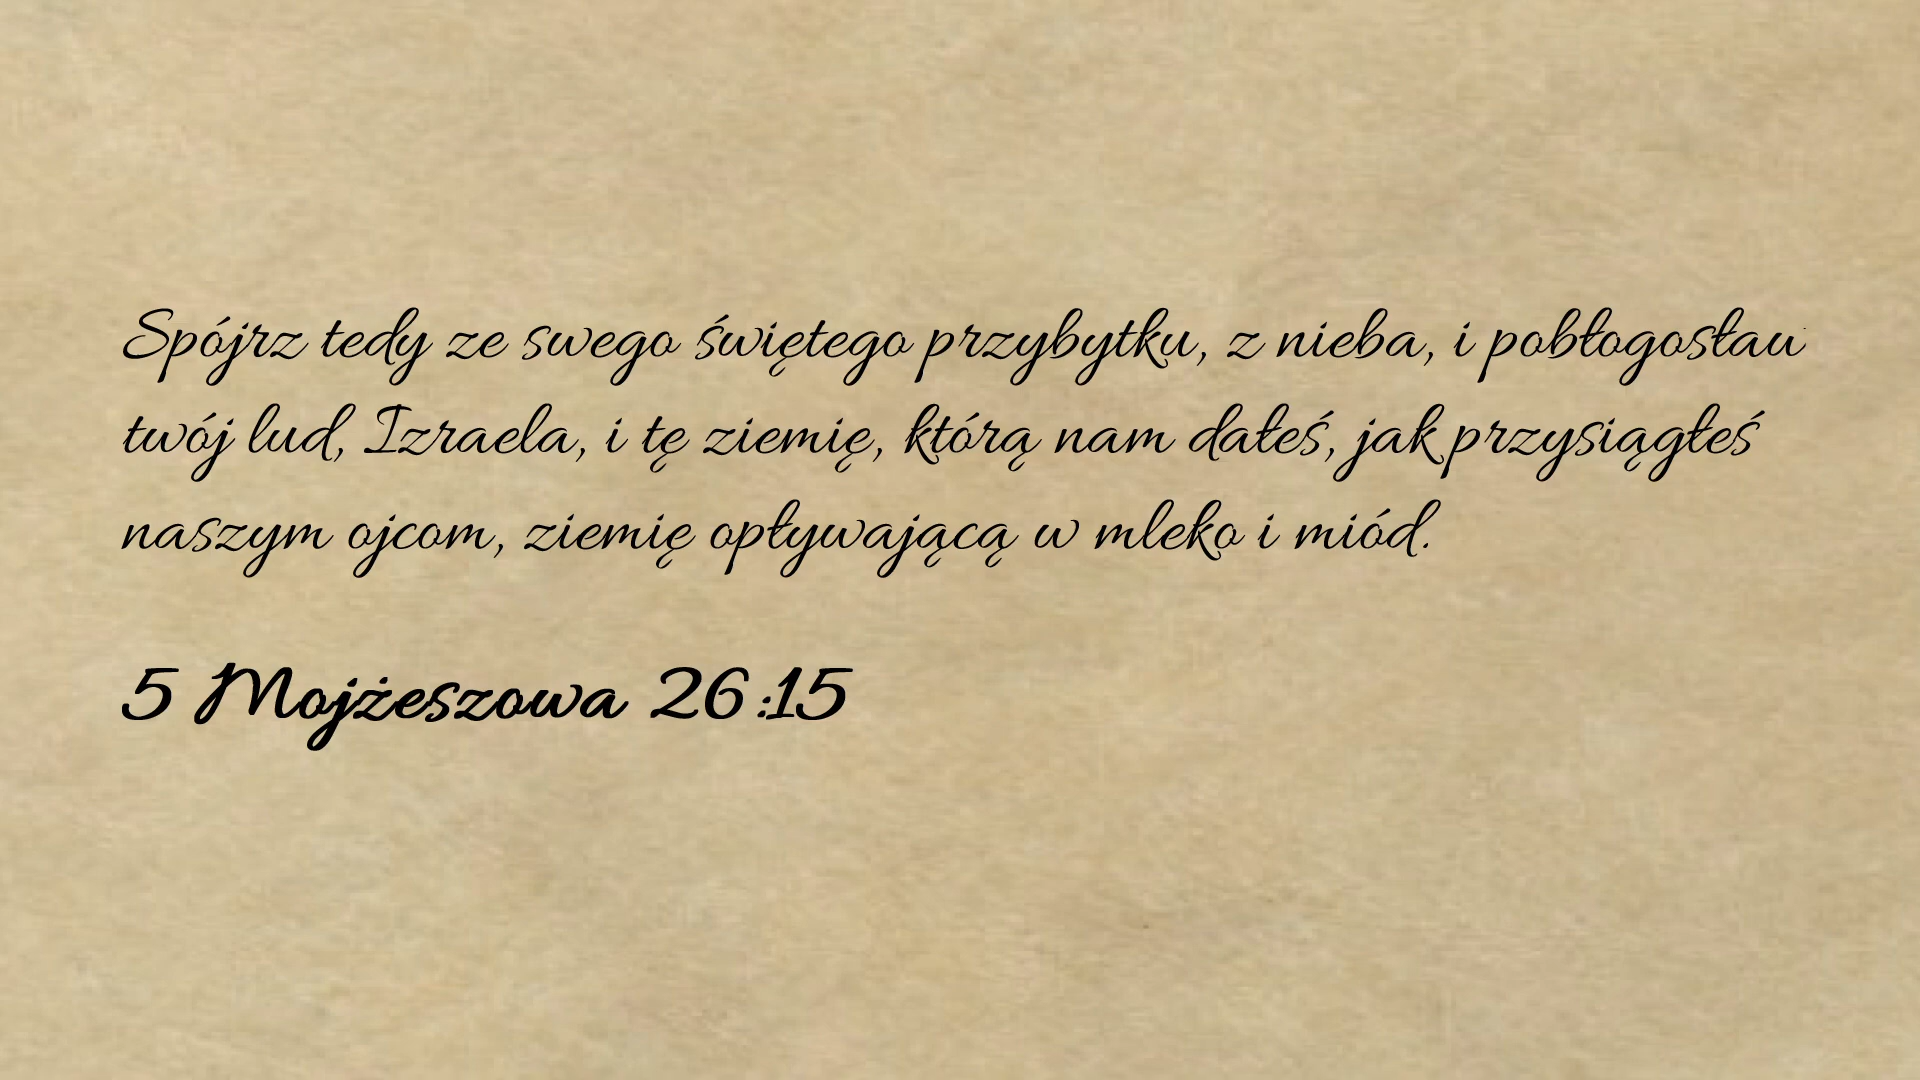 Spójrz tedy ze swego świętego przybytku, z nieba, i pobłogosław
twój lud, Izraela, i tę ziemię, którą nam dałeś, jak przysiągłeś
naszym ojcom, ziemię opływającą w mleko i miód.
5 Mojżeszowa 26:15